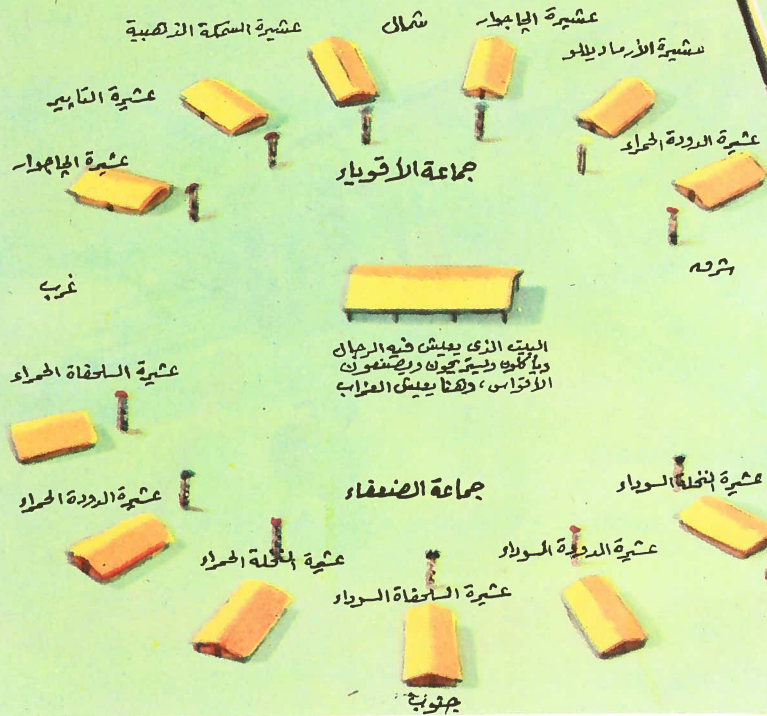 شمال
عشيرة الجاجوار
عشيرة السمكة الذهبية
عشيرة الأرماديللو
عشيرة التابير
عشيرة الدودة الحمراء
عشيرة الجاجوار
جماعة الأقوياء
شرق
غرب
البيت الذى يعيش فيه الرجال
ويأكلون ويستريحون ويصنعون
الأقواس، وهنا يعيش العزاب
عشيرة السلحفاة الحمراء
عشيرة النخلة السوداء
جماعة الضعفاء
عشيرة الدودة الحمراء
عشيرة الدودة السوداء
عشيرة النخلة الحمراء
عشيرة السلحفاة السوداء
جنوب